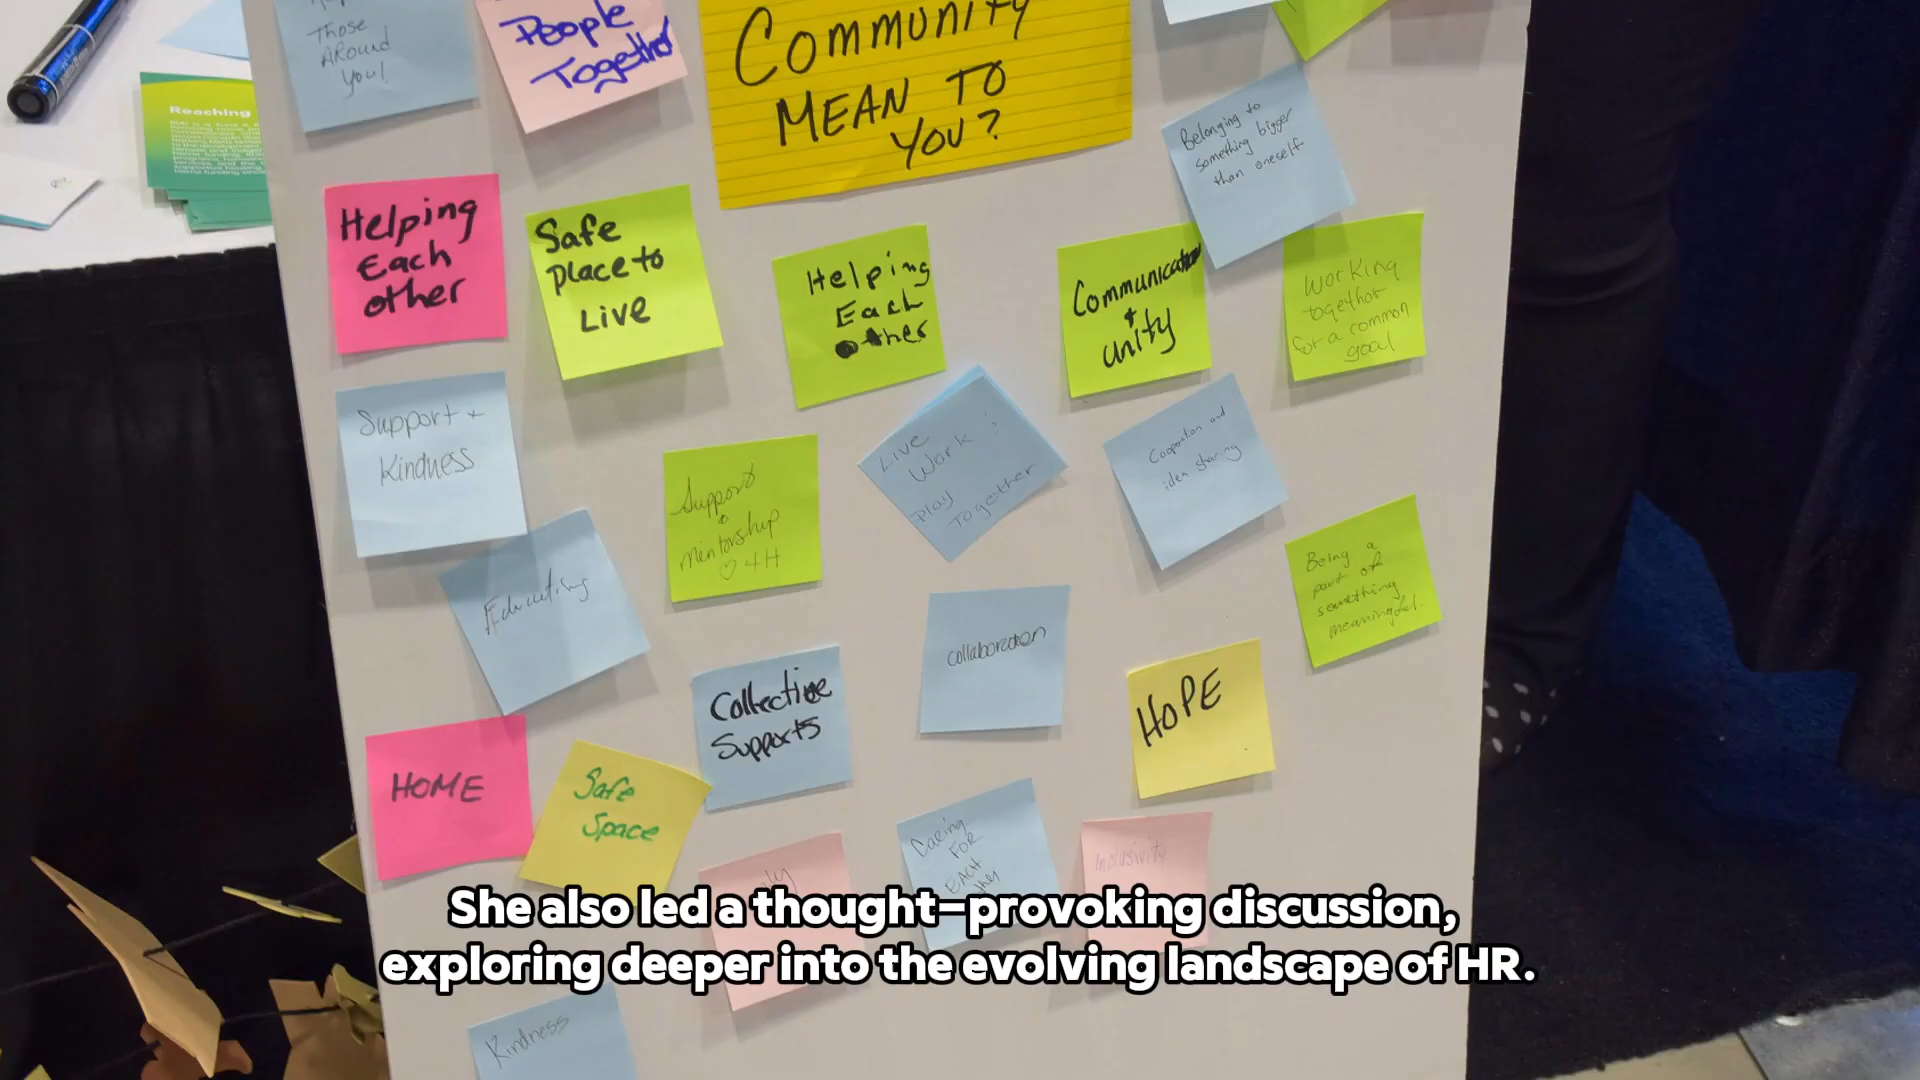 Those
Around
you!
People
Together
Community
MEAN TO
YOU?
Belonging to
something bigger
than oneself
Reaching
Helping
Each
other
Safe
place to
Live
Helping
Each
other
Communication
+
unity
Working
together
for a common
goal
Support +
Kindness
Support
+
mentorship
♡ 4H
Live
Work
Play
Together
Cooperation and
idea sharing
Being a
part of
something
meaningful.
Educating
collaboration
Collective
Supports
HOPE
HOME
Safe
Space
Caring
FOR
EACH
Inclusivity
She also led a thought-provoking discussion,
exploring deeper into the evolving landscape of HR.
Kindness